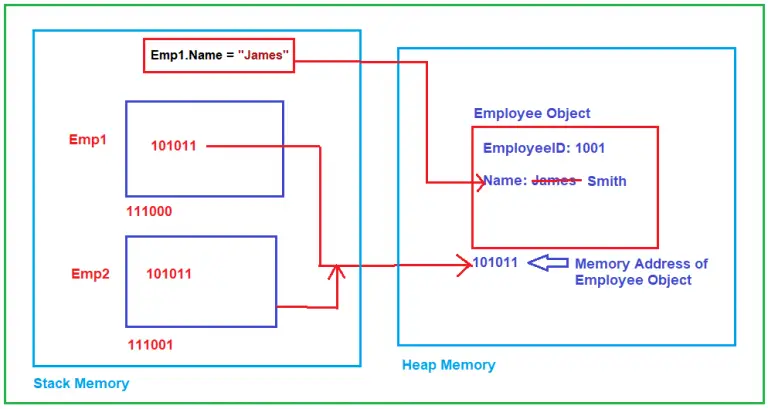 Emp1.Name = "James"
Emp1
101011
111000
Emp2
101011
111001
Stack Memory
Employee Object
EmployeeID: 1001
Name: James Smith
101011
Memory Address of
Employee Object
Heap Memory